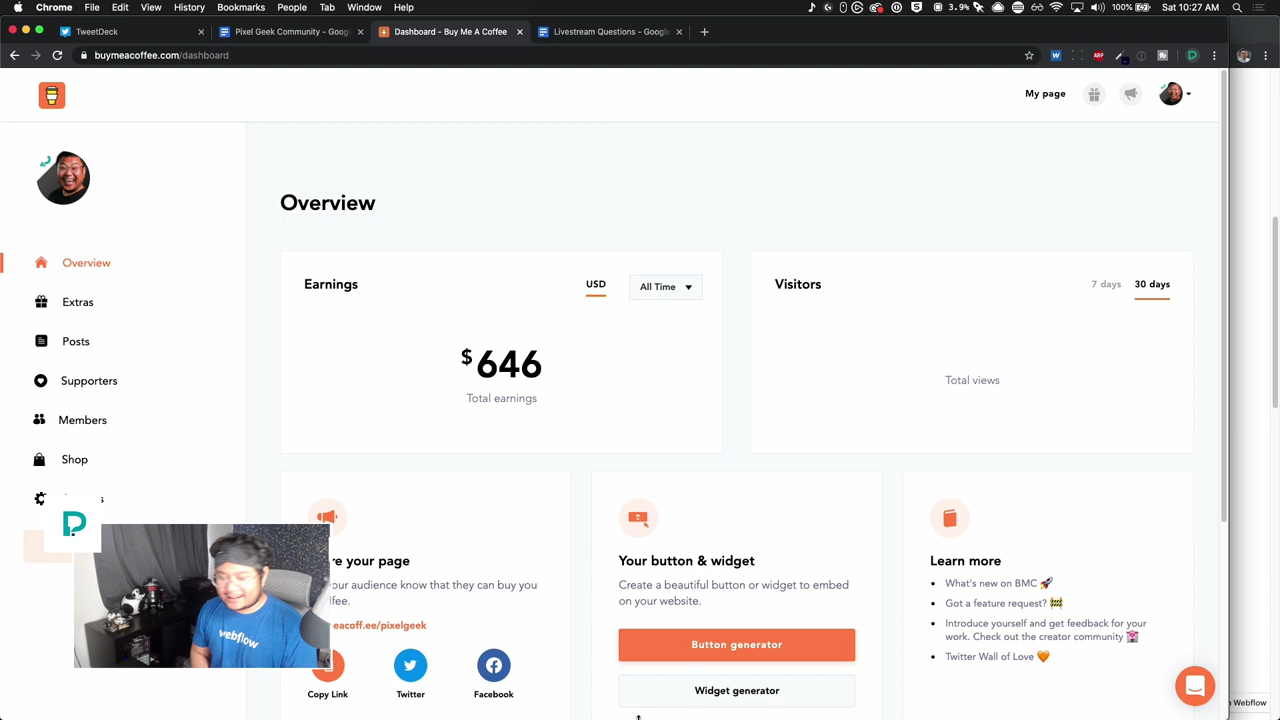 Chrome File Edit View History Bookmarks People Tab Window Help 3.9% 100% Sat 10:27 AM
TweetDeck Pixel Geek Community - Goog Dashboard - Buy Me A Coffee Livestream Questions - Google
buymeacoffee.com/dashboard
My page
Overview
Overview
Extras
Posts
Supporters
Members
Shop
Earnings
USD
All Time
$646
Total earnings
Visitors
7 days
30 days
Total views
re your page
our audience know that they can buy you
ffee.
eacoff.ee/pixelgeek
Copy Link
Twitter
Facebook
Your button & widget
Create a beautiful button or widget to embed
on your website.
Button generator
Widget generator
Learn more
What's new on BMC 🚀
Got a feature request? 🚧
Introduce yourself and get feedback for your
work. Check out the creator community
Twitter Wall of Love 🧡
webflow
Webflow